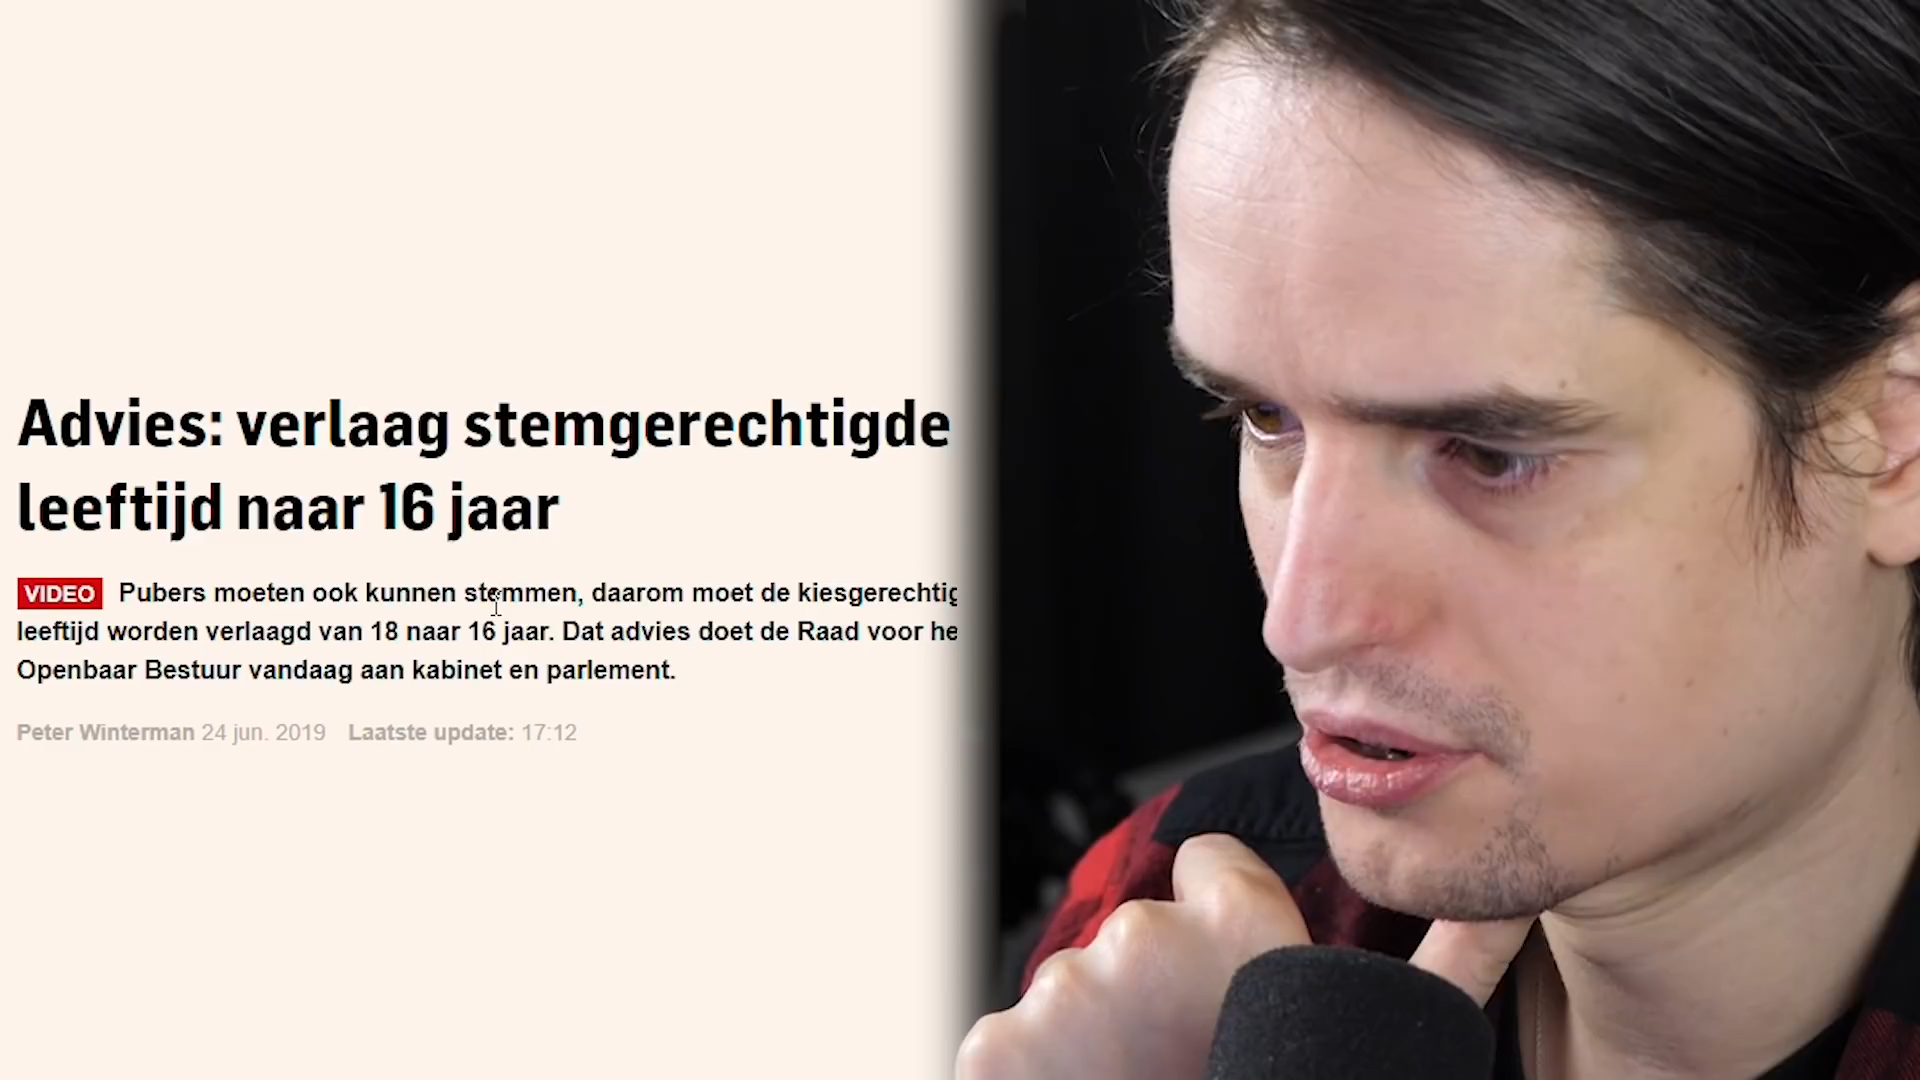 Advies: verlaag stemgerechtigde
leeftijd naar 16 jaar
VIDEO Pubers moeten ook kunnen stemmen, daarom moet de kiesgerechtig
leeftijd worden verlaagd van 18 naar 16 jaar. Dat advies doet de Raad voor he
Openbaar Bestuur vandaag aan kabinet en parlement.
Peter Winterman 24 jun. 2019 Laatste update: 17:12